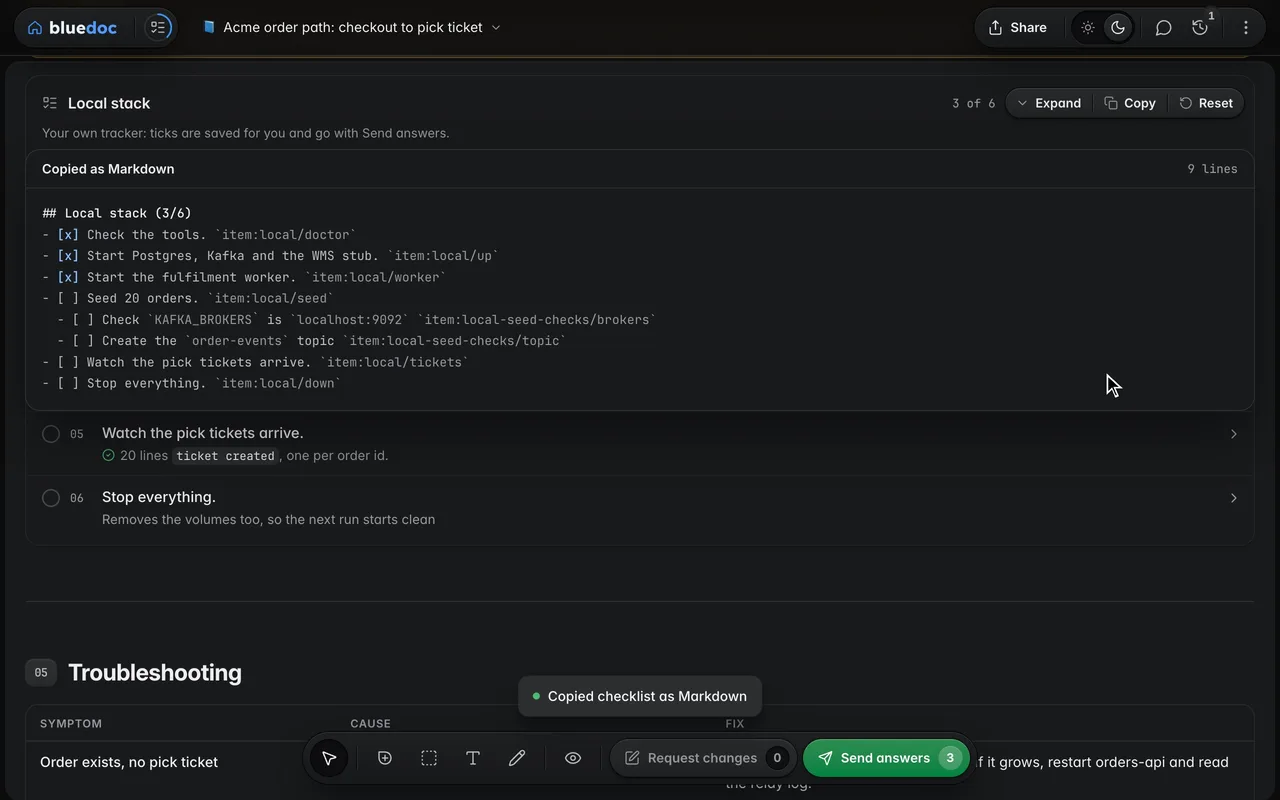 bluedoc
Acme order path: checkout to pick ticket
Share
1
Local stack
3 of 6
Expand
Copy
Reset
Your own tracker: ticks are saved for you and go with Send answers.
Copied as Markdown
9 lines
## Local stack (3/6)
- [x] Check the tools. `item:local/doctor`
- [x] Start Postgres, Kafka and the WMS stub. `item:local/up`
- [x] Start the fulfilment worker. `item:local/worker`
- [ ] Seed 20 orders. `item:local/seed`
  - [ ] Check `KAFKA_BROKERS` is `localhost:9092` `item:local-seed-checks/brokers`
  - [ ] Create the `order-events` topic `item:local-seed-checks/topic`
- [ ] Watch the pick tickets arrive. `item:local/tickets`
- [ ] Stop everything. `item:local/down`
05 Watch the pick tickets arrive.
20 lines ticket created, one per order id.
06 Stop everything.
Removes the volumes too, so the next run starts clean
05 Troubleshooting
Copied checklist as Markdown
SYMPTOM CAUSE FIX
Order exists, no pick ticket
f it grows, restart orders-api and read
the relay log.
Request changes 0
Send answers 3